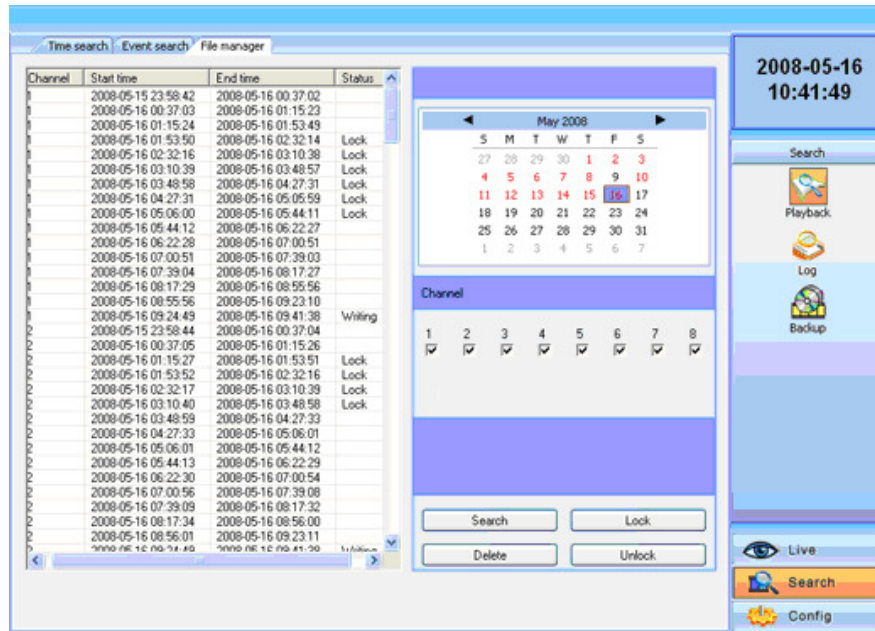 Time search Event search File manager
Channel Start time End time Status
1 2008-05-15 23:58:42 2008-05-16 00:37:02
1 2008-05-16 00:37:03 2008-05-16 01:15:23
1 2008-05-16 01:15:24 2008-05-16 01:53:49
1 2008-05-16 01:53:50 2008-05-16 02:32:14 Lock
1 2008-05-16 02:32:16 2008-05-16 03:10:38 Lock
1 2008-05-16 03:10:39 2008-05-16 03:48:57 Lock
1 2008-05-16 03:48:58 2008-05-16 04:27:31 Lock
1 2008-05-16 04:27:31 2008-05-16 05:05:59 Lock
1 2008-05-16 05:06:00 2008-05-16 05:44:11 Lock
1 2008-05-16 05:44:12 2008-05-16 06:22:27
1 2008-05-16 06:22:28 2008-05-16 07:00:51
1 2008-05-16 07:00:51 2008-05-16 07:39:03
1 2008-05-16 07:39:04 2008-05-16 08:17:27
1 2008-05-16 08:17:29 2008-05-16 08:55:56
1 2008-05-16 08:55:56 2008-05-16 09:23:10
1 2008-05-16 09:24:49 2008-05-16 09:41:38 Writing
2 2008-05-15 23:58:44 2008-05-16 00:37:04
2 2008-05-16 00:37:05 2008-05-16 01:15:26
2 2008-05-16 01:15:27 2008-05-16 01:53:51 Lock
2 2008-05-16 01:53:52 2008-05-16 02:32:16 Lock
2 2008-05-16 02:32:17 2008-05-16 03:10:39 Lock
2 2008-05-16 03:10:40 2008-05-16 03:48:58 Lock
2 2008-05-16 03:48:59 2008-05-16 04:27:33
2 2008-05-16 04:27:33 2008-05-16 05:06:01
2 2008-05-16 05:06:01 2008-05-16 05:44:12
2 2008-05-16 05:44:13 2008-05-16 06:22:29
2 2008-05-16 06:22:30 2008-05-16 07:00:54
2 2008-05-16 07:00:56 2008-05-16 07:39:08
2 2008-05-16 07:39:09 2008-05-16 08:17:32
2 2008-05-16 08:17:34 2008-05-16 08:56:00
2 2008-05-16 08:56:01 2008-05-16 09:23:11
2 2008-05-16 09:24:49 2008-05-16 09:41:38 Writing
May 2008
S M T W T F S
27 28 29 30 1 2 3
4 5 6 7 8 9 10
11 12 13 14 15 16 17
18 19 20 21 22 23 24
25 26 27 28 29 30 31
1 2 3 4 5 6 7
Channel
1 2 3 4 5 6 7 8
Search Lock
Delete Unlock
2008-05-16
10:41:49
Search
Playback
Log
Backup
Live
Search
Config